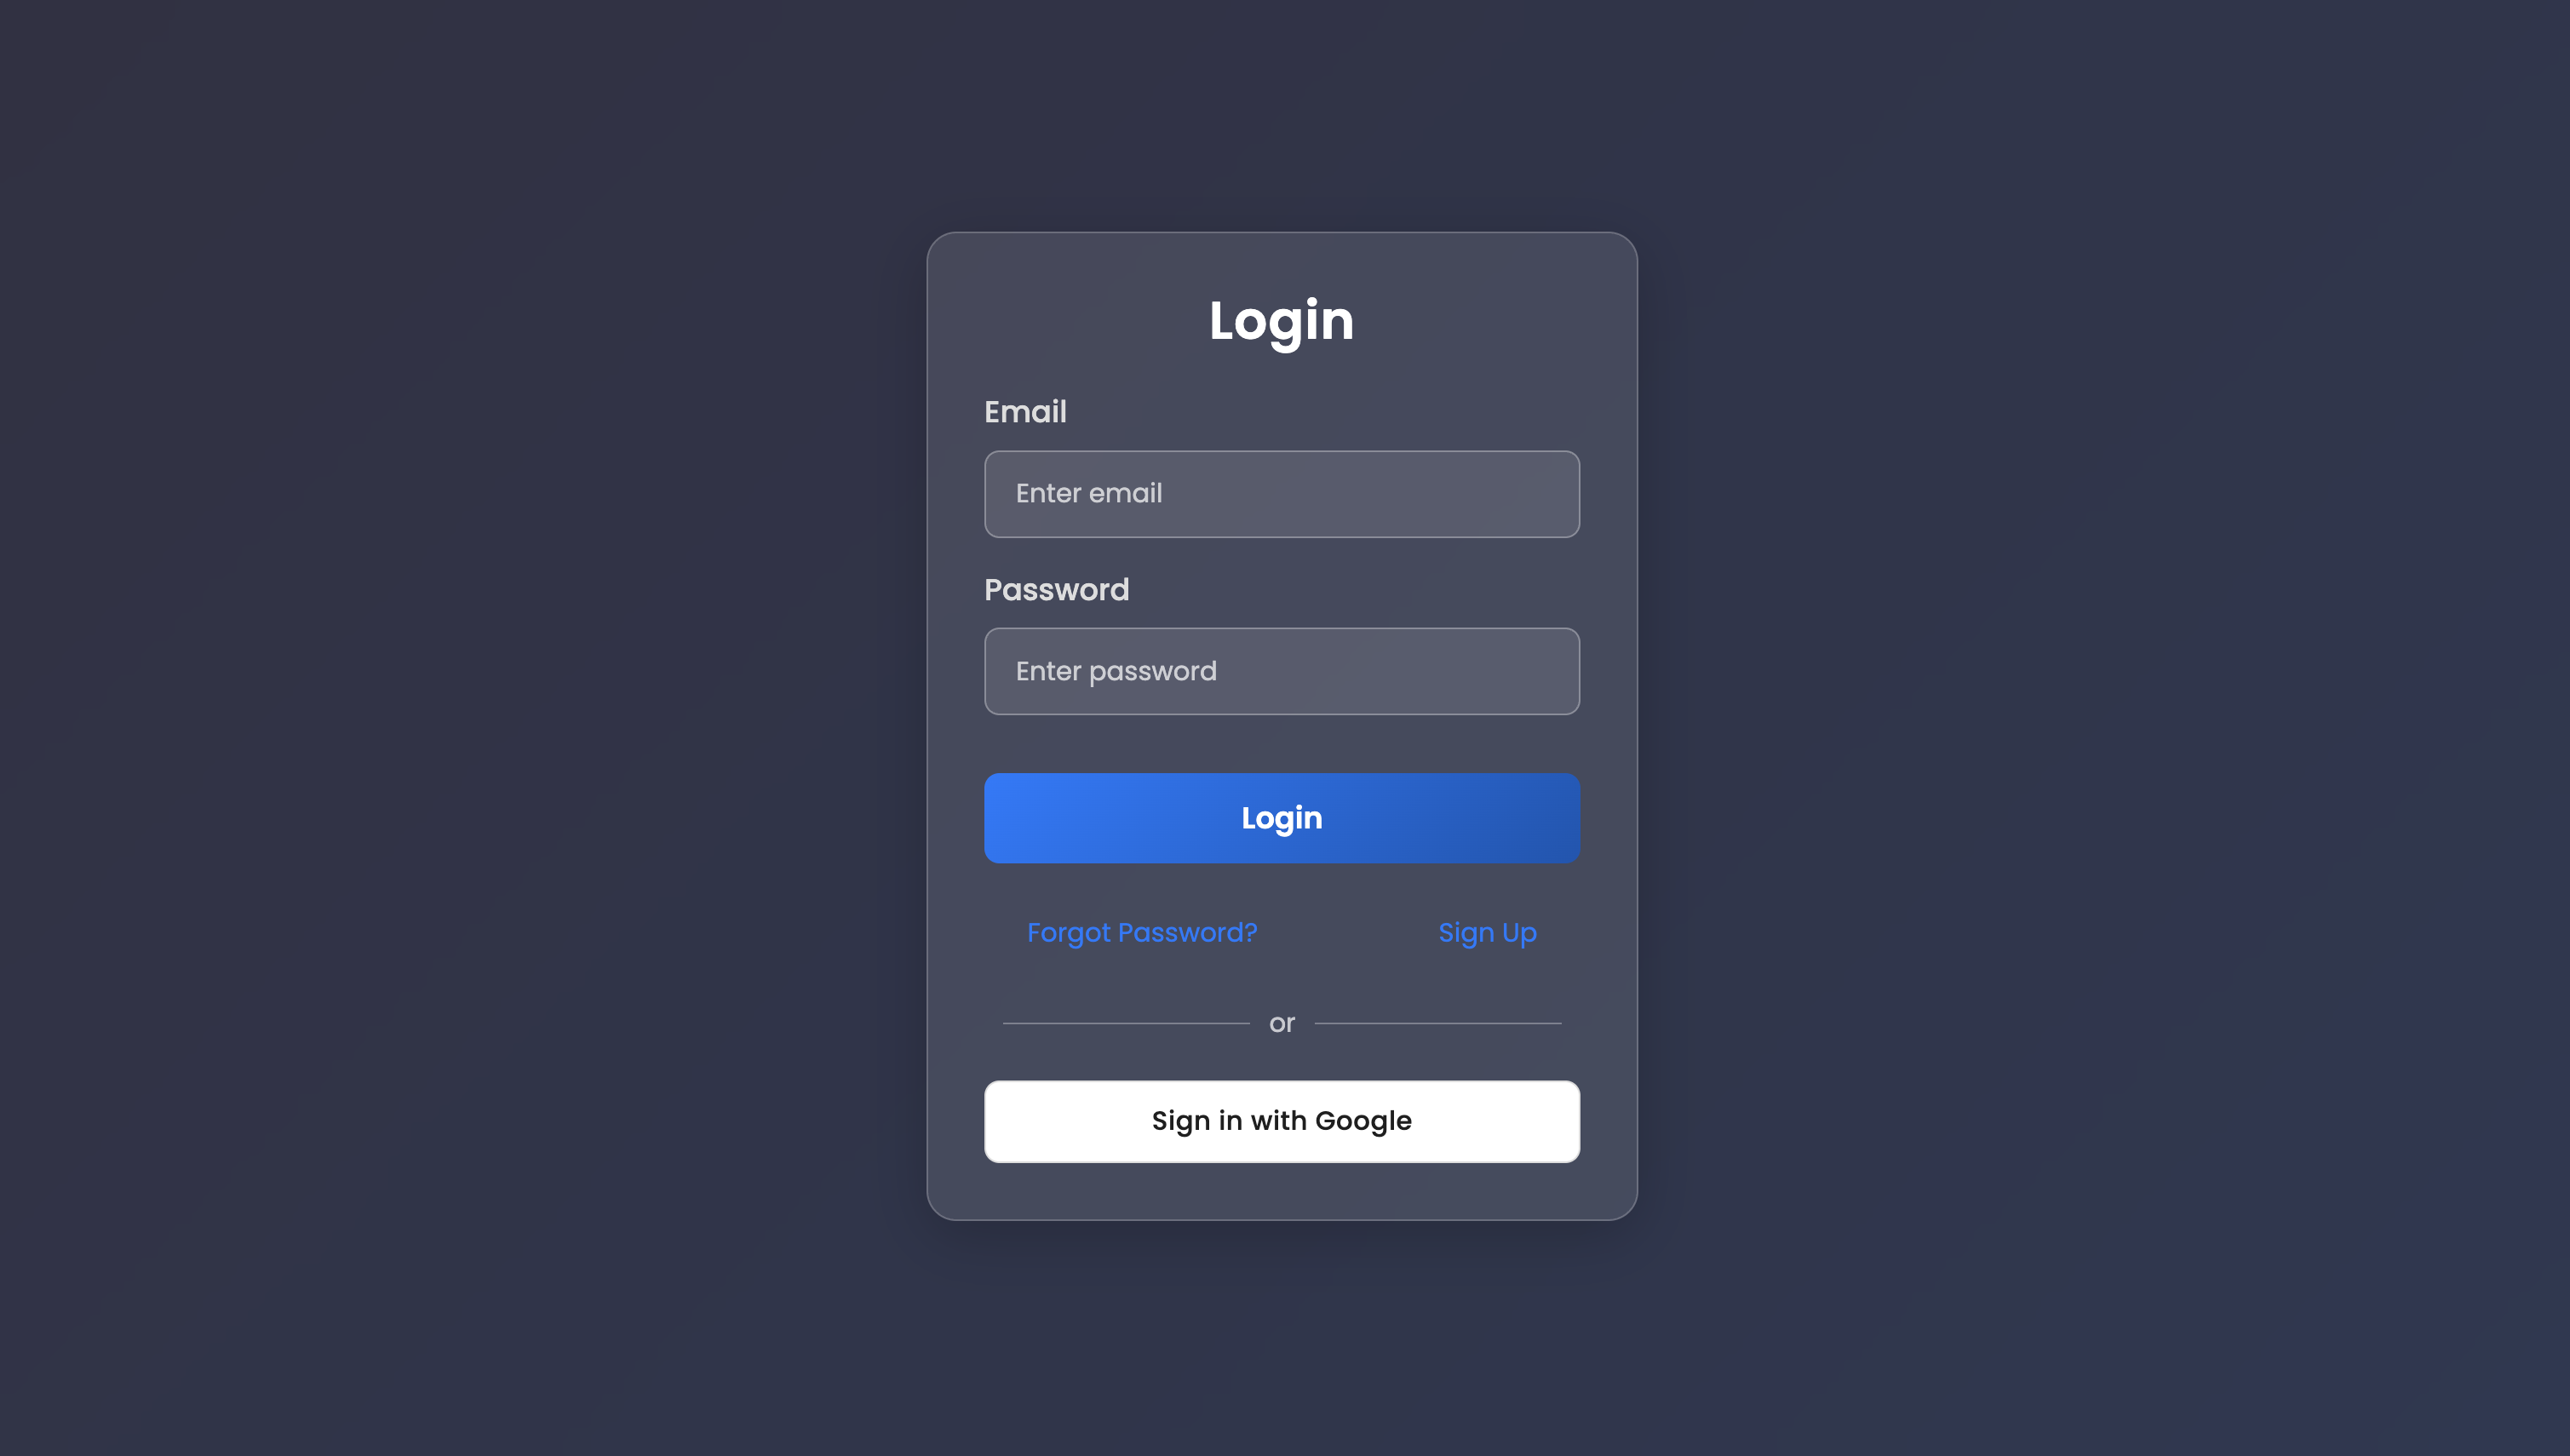 Login
Email
Enter email
Password
Enter password
Login
Forgot Password? Sign Up
or
Sign in with Google